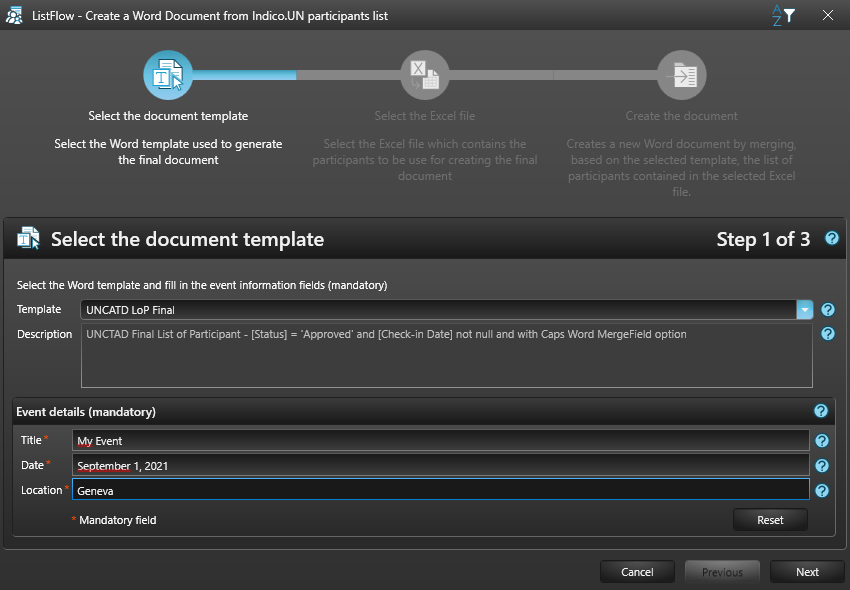 ListFlow - Create a Word Document from Indico.UN participants list
A
Z
T
X
Select the document template
Select the Excel file
Create the document
Select the Word template used to generate
the final document
Select the Excel file which contains the
participants to be use for creating the final
document
Creates a new Word document by merging,
based on the selected template, the list of
participants contained in the selected Excel
file.
T Select the document template Step 1 of 3 ?
Select the Word template and fill in the event information fields (mandatory)
Template UNCATD LoP Final ?
Description UNCTAD Final List of Participant - [Status] = 'Approved' and [Check-in Date] not null and with Caps Word MergeField option ?
Event details (mandatory) ?
Title * My Event ?
Date * September 1, 2021 ?
Location * Geneva ?
* Mandatory field Reset
Cancel Previous Next